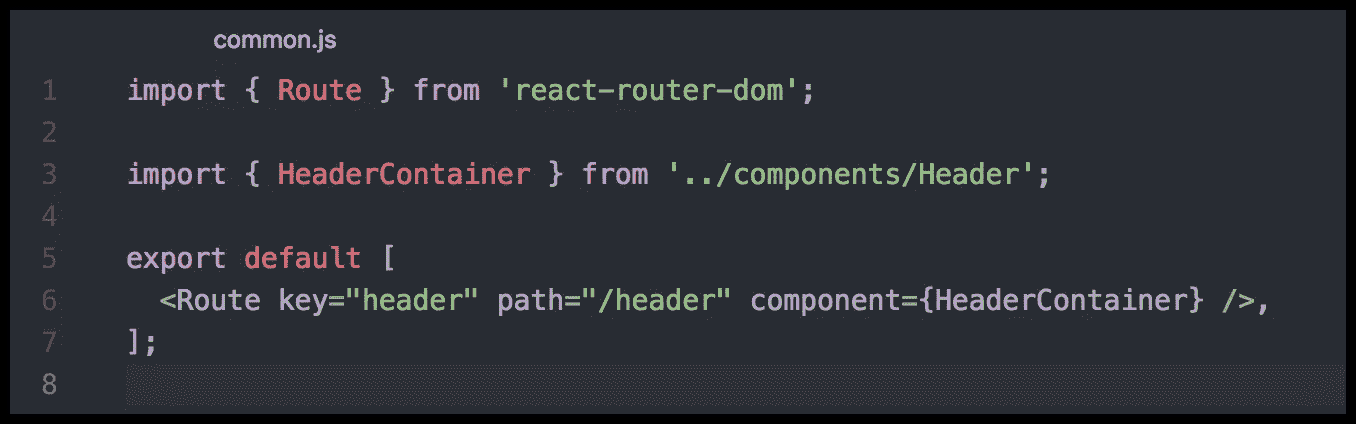 common.js
1 import { Route } from 'react-router-dom';
2
3 import { HeaderContainer } from '../components/Header';
4
5 export default [
6   <Route key="header" path="/header" component={HeaderContainer} />,
7 ];
8